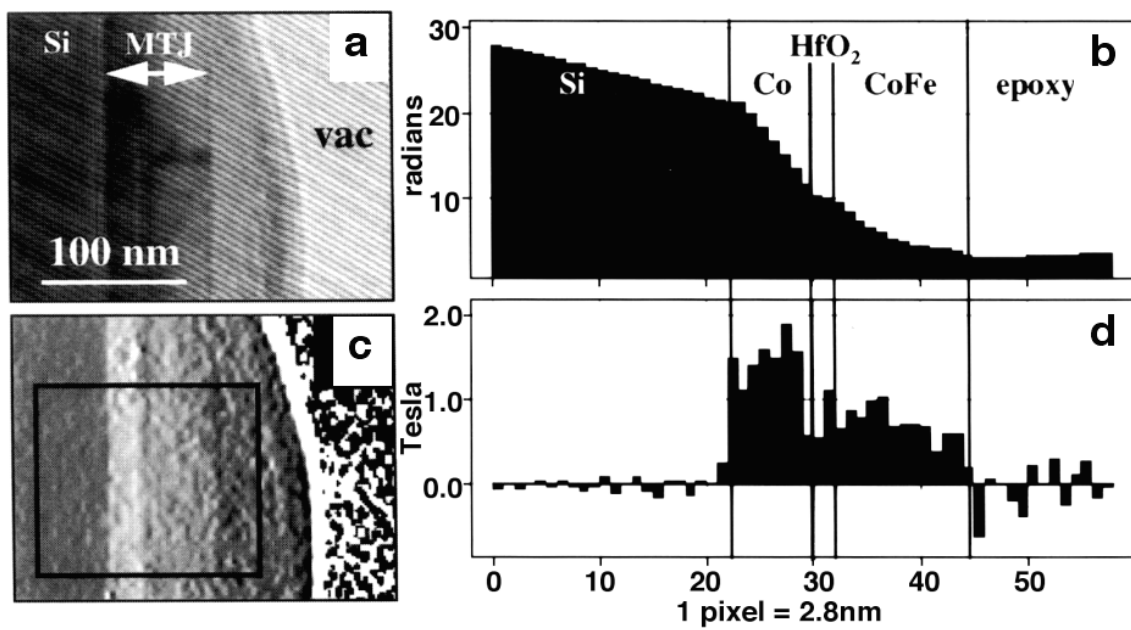 Si MTJ a
vac
100 nm
c
radians
30
20
10
Si Co HfO₂ CoFe epoxy b
Tesla
2.0
1.0
0.0
d
0 10 20 30 40 50
1 pixel = 2.8nm